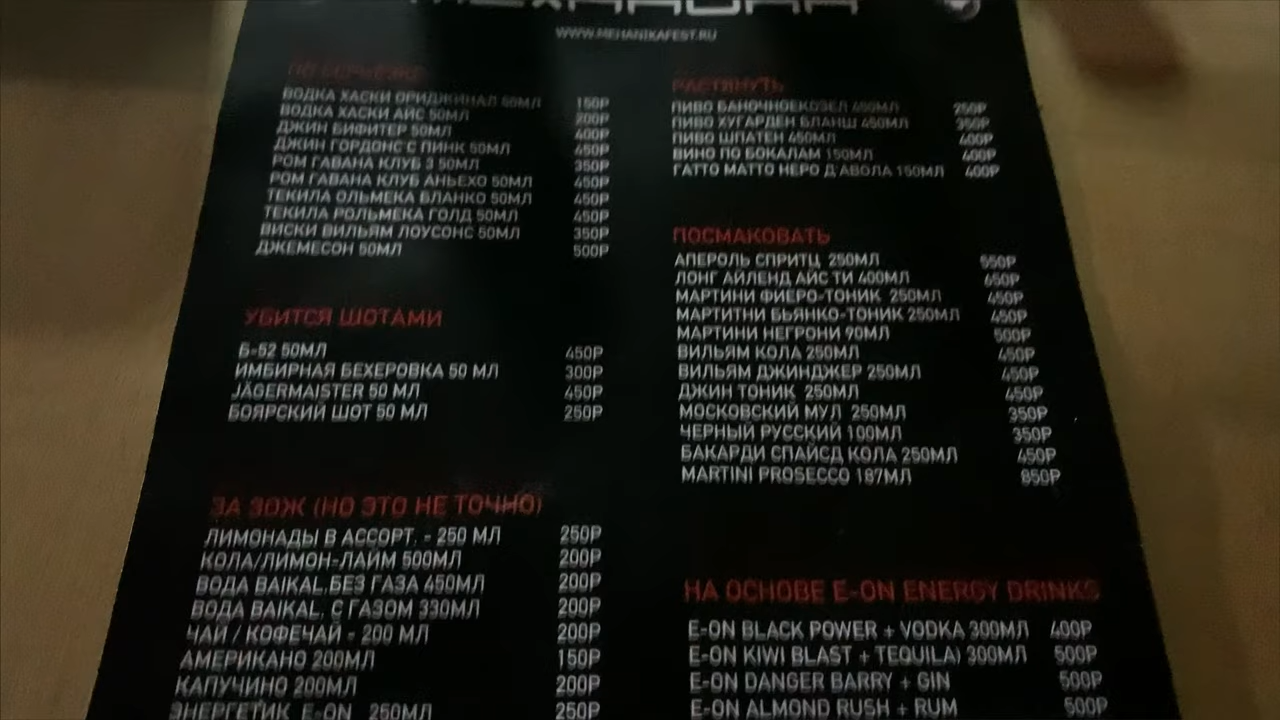 WWW.MEHANIKAFEST.RU
ВОДКА ХАСКИ ОРИДЖИНАЛ 50МЛ 150Р
ВОДКА ХАСКИ АЙС 50МЛ 200Р
ДЖИН БИФИТЕР 50МЛ 400Р
ДЖИН ГОРДОНС С ПИНК 50МЛ 450Р
РОМ ГАВАНА КЛУБ 3 50МЛ 350Р
РОМ ГАВАНА КЛУБ АНЬЕХО 50МЛ 450Р
ТЕКИЛА ОЛЬМЕКА БЛАНКО 50МЛ 450Р
ТЕКИЛА РОЛЬМЕКА ГОЛД 50МЛ 450Р
ВИСКИ ВИЛЬЯМ ЛОУСОНС 50МЛ 350Р
ДЖЕМЕСОН 50МЛ 500Р
УБИТСЯ ШОТАМИ
Б-52 50МЛ 450Р
ИМБИРНАЯ БЕХЕРОВКА 50 МЛ 300Р
JÄGERMAISTER 50 МЛ 450Р
БОЯРСКИЙ ШОТ 50 МЛ 250Р
ЗА ЗОЖ (НО ЭТО НЕ ТОЧНО)
ЛИМОНАДЫ В АССОРТ. - 250 МЛ 250Р
КОЛА/ЛИМОН-ЛАЙМ 500МЛ 200Р
ВОДА BAIKAL.БЕЗ ГАЗА 450МЛ 200Р
ВОДА BAIKAL. С ГАЗОМ 330МЛ 200Р
ЧАЙ / КОФЕЧАЙ - 200 МЛ 200Р
АМЕРИКАНО 200МЛ 150Р
КАПУЧИНО 200МЛ 200Р
ЭНЕРГЕТИК E-ON 250МЛ 250Р
РАСТЯНУТЬ
ПИВО БАНОЧНОЕКОЗЕЛ 450МЛ 250Р
ПИВО ХУГАРДЕН БЛАНШ 450МЛ 350Р
ПИВО ШПАТЕН 450МЛ 400Р
ВИНО ПО БОКАЛАМ 150МЛ 400Р
ГАТТО МАТТО НЕРО Д АВОЛА 150МЛ 400Р
ПОСМАКОВАТЬ
АПЕРОЛЬ СПРИТЦ 250МЛ 550Р
ЛОНГ АЙЛЕНД АЙС ТИ 400МЛ 650Р
МАРТИНИ ФИЕРО-ТОНИК 250МЛ 450Р
МАРТИТНИ БЬЯНКО-ТОНИК 250МЛ 450Р
МАРТИНИ НЕГРОНИ 90МЛ 500Р
ВИЛЬЯМ КОЛА 250МЛ 450Р
ВИЛЬЯМ ДЖИНДЖЕР 250МЛ 450Р
ДЖИН ТОНИК 250МЛ 450Р
МОСКОВСКИЙ МУЛ 250МЛ 350Р
ЧЕРНЫЙ РУССКИЙ 100МЛ 350Р
БАКАРДИ СПАЙСД КОЛА 250МЛ 450Р
MARTINI PROSECCO 187МЛ 850Р
НА ОСНОВЕ E-ON ENERGY DRINKS
E-ON BLACK POWER + VODKA 300МЛ 400Р
E-ON KIWI BLAST + TEQUILA) 300МЛ 500Р
E-ON DANGER BARRY + GIN 500Р
E-ON ALMOND RUSH + RUM 500Р